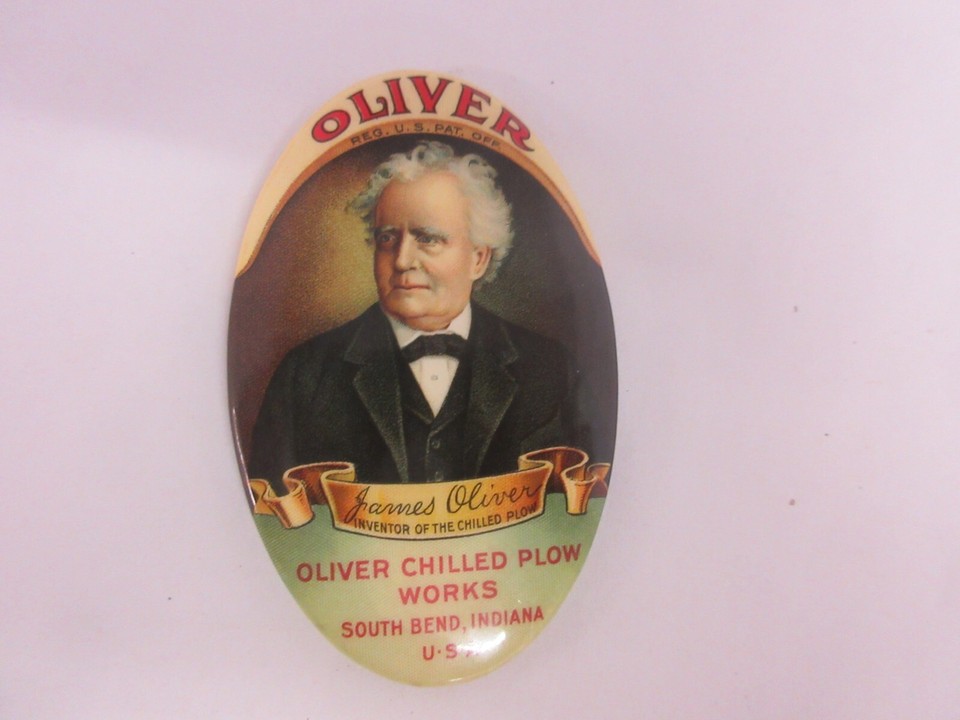 OLIVER
REG. U.S. PAT. OFF.
James Oliver
INVENTOR OF THE CHILLED PLOW
OLIVER CHILLED PLOW
WORKS
SOUTH BEND, INDIANA
U·S·A